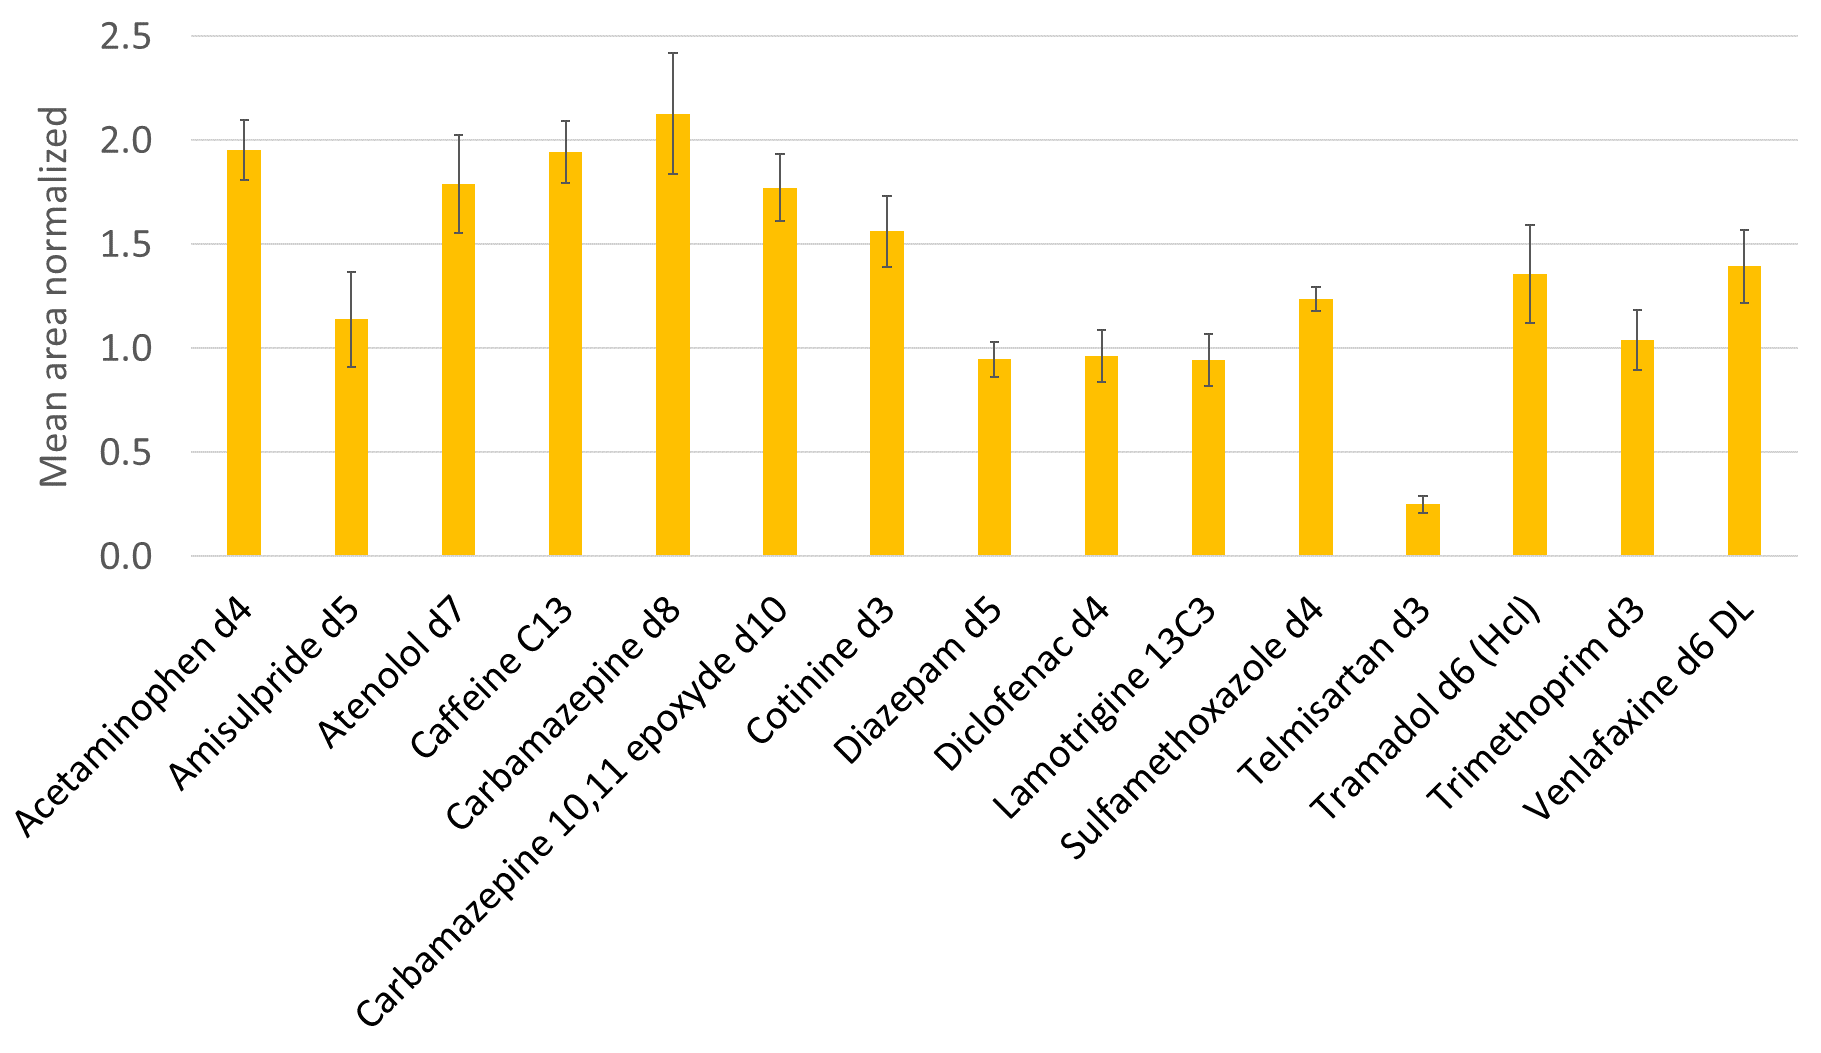 Mean area normalized
2.5
2.0
1.5
1.0
0.5
0.0
Acetaminophen d4
Amisulpride d5
Atenolol d7
Caffeine C13
Carbamazepine d8
Carbamazepine 10,11 epoxyde d10
Cotinine d3
Diazepam d5
Diclofenac d4
Lamotrigine 13C3
Sulfamethoxazole d4
Telmisartan d3
Tramadol d6 (Hcl)
Trimethoprim d3
Venlafaxine d6 DL